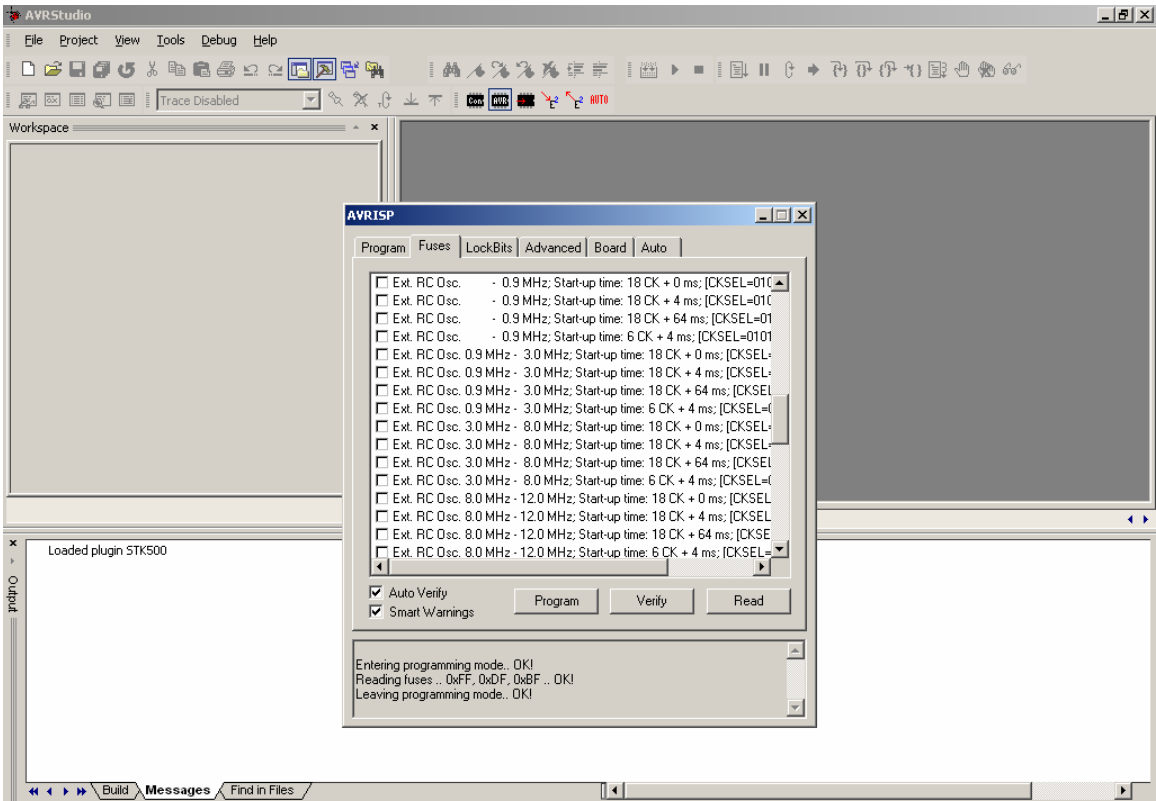 AVRStudio
File Project View Tools Debug Help
Trace Disabled
Con AVR E2 E2 AUTO
Workspace
AVRISP
Program Fuses LockBits Advanced Board Auto
Ext. RC Osc. - 0.9 MHz; Start-up time: 18 CK + 0 ms; [CKSEL=010
Ext. RC Osc. - 0.9 MHz; Start-up time: 18 CK + 4 ms; [CKSEL=010
Ext. RC Osc. - 0.9 MHz; Start-up time: 18 CK + 64 ms; [CKSEL=01
Ext. RC Osc. - 0.9 MHz; Start-up time: 6 CK + 4 ms; [CKSEL=0101
Ext. RC Osc. 0.9 MHz - 3.0 MHz; Start-up time: 18 CK + 0 ms; [CKSEL=
Ext. RC Osc. 0.9 MHz - 3.0 MHz; Start-up time: 18 CK + 4 ms; [CKSEL=
Ext. RC Osc. 0.9 MHz - 3.0 MHz; Start-up time: 18 CK + 64 ms; [CKSEL
Ext. RC Osc. 0.9 MHz - 3.0 MHz; Start-up time: 6 CK + 4 ms; [CKSEL=0
Ext. RC Osc. 3.0 MHz - 8.0 MHz; Start-up time: 18 CK + 0 ms; [CKSEL=
Ext. RC Osc. 3.0 MHz - 8.0 MHz; Start-up time: 18 CK + 4 ms; [CKSEL=
Ext. RC Osc. 3.0 MHz - 8.0 MHz; Start-up time: 18 CK + 64 ms; [CKSEL
Ext. RC Osc. 3.0 MHz - 8.0 MHz; Start-up time: 6 CK + 4 ms; [CKSEL=0
Ext. RC Osc. 8.0 MHz - 12.0 MHz; Start-up time: 18 CK + 0 ms; [CKSEL
Ext. RC Osc. 8.0 MHz - 12.0 MHz; Start-up time: 18 CK + 4 ms; [CKSEL
Ext. RC Osc. 8.0 MHz - 12.0 MHz; Start-up time: 18 CK + 64 ms; [CKSE
Ext. RC Osc. 8.0 MHz - 12.0 MHz; Start-up time: 6 CK + 4 ms; [CKSEL=
Auto Verify
Smart Warnings
Program Verify Read
Entering programming mode.. OK!
Reading fuses .. 0xFF, 0xDF, 0xBF .. OK!
Leaving programming mode.. OK!
Loaded plugin STK500
Output
Build Messages Find in Files